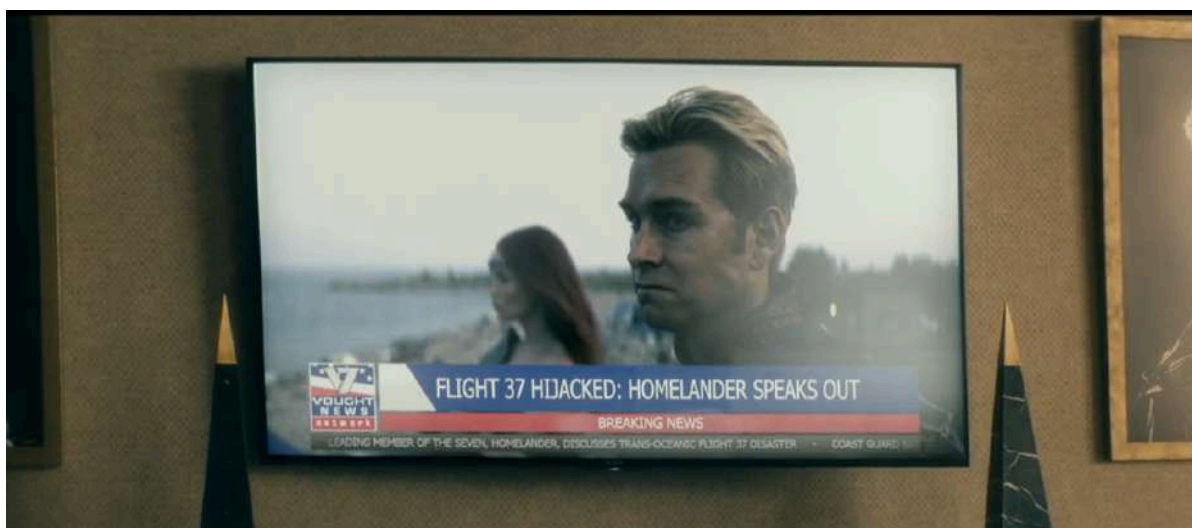 V7
VOUGHT
NEWS
network
FLIGHT 37 HIJACKED: HOMELANDER SPEAKS OUT
BREAKING NEWS
LEADING MEMBER OF THE SEVEN, HOMELANDER, DISCUSSES TRANS-OCEANIC FLIGHT 37 DISASTER - COAST GUARD